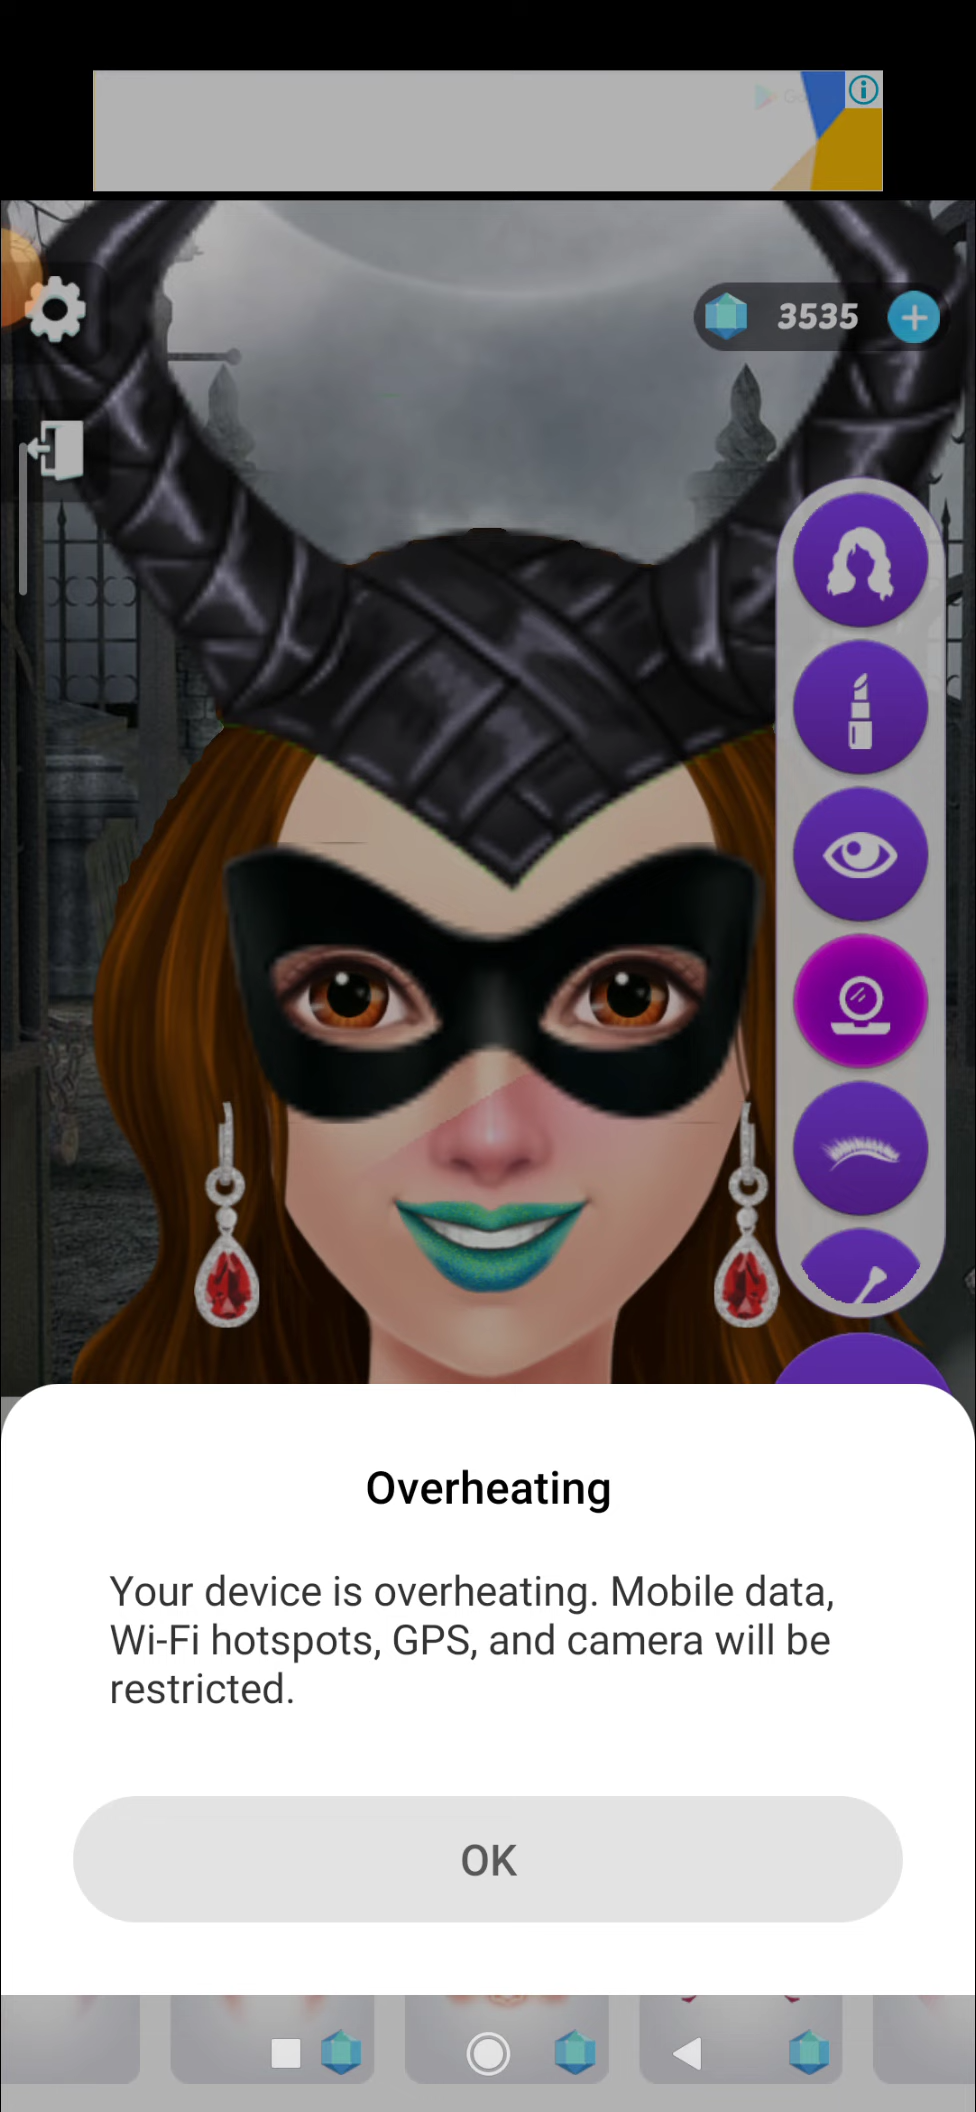 3535
Overheating
Your device is overheating. Mobile data,
Wi-Fi hotspots, GPS, and camera will be
restricted.
OK